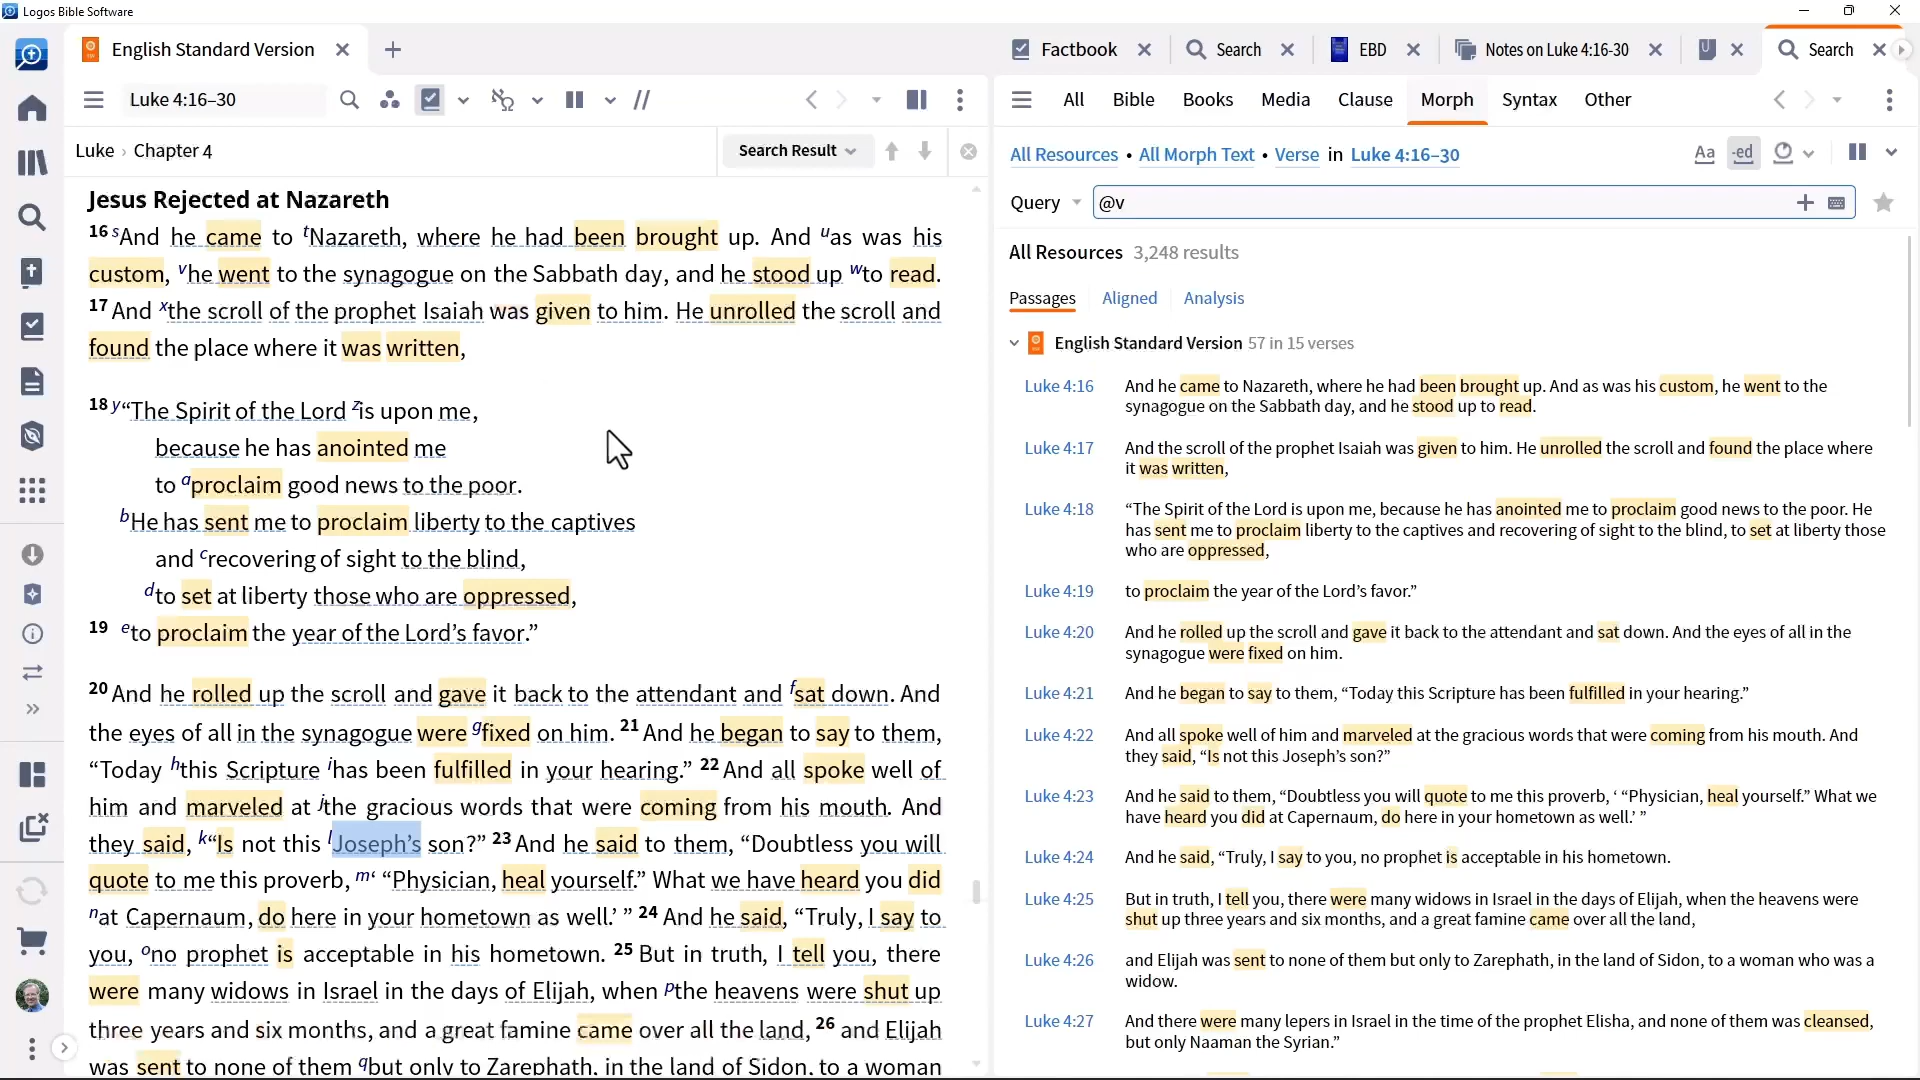 Logos Bible Software
English Standard Version
Factbook
Search
EBD
Notes on Luke 4:16-30
Search
Luke 4:16–30
All
Bible
Books
Media
Clause
Morph
Syntax
Other
Luke › Chapter 4
Search Result
All Resources • All Morph Text • Verse in Luke 4:16–30
Aa
-ed
Query
@v
Jesus Rejected at Nazareth
16 sAnd he came to tNazareth, where he had been brought up. And uas was his
custom, vhe went to the synagogue on the Sabbath day, and he stood up wto read.
17 And xthe scroll of the prophet Isaiah was given to him. He unrolled the scroll and
found the place where it was written,
18 y“The Spirit of the Lord zis upon me,
because he has anointed me
to aproclaim good news to the poor.
bHe has sent me to proclaim liberty to the captives
and crecovering of sight to the blind,
dto set at liberty those who are oppressed,
19 eto proclaim the year of the Lord’s favor.”
20 And he rolled up the scroll and gave it back to the attendant and fsat down. And
the eyes of all in the synagogue were gfixed on him. 21 And he began to say to them,
“Today hthis Scripture ihas been fulfilled in your hearing.” 22 And all spoke well of
him and marveled at jthe gracious words that were coming from his mouth. And
they said, k“Is not this lJoseph’s son?” 23 And he said to them, “Doubtless you will
quote to me this proverb, m‘ “Physician, heal yourself.” What we have heard you did
nat Capernaum, do here in your hometown as well.’ ” 24 And he said, “Truly, I say to
you, ono prophet is acceptable in his hometown. 25 But in truth, I tell you, there
were many widows in Israel in the days of Elijah, when pthe heavens were shut up
three years and six months, and a great famine came over all the land, 26 and Elijah
was sent to none of them qbut only to Zarephath, in the land of Sidon, to a woman
All Resources 3,248 results
Passages
Aligned
Analysis
English Standard Version 57 in 15 verses
Luke 4:16 And he came to Nazareth, where he had been brought up. And as was his custom, he went to the
synagogue on the Sabbath day, and he stood up to read.
Luke 4:17 And the scroll of the prophet Isaiah was given to him. He unrolled the scroll and found the place where
it was written,
Luke 4:18 “The Spirit of the Lord is upon me, because he has anointed me to proclaim good news to the poor. He
has sent me to proclaim liberty to the captives and recovering of sight to the blind, to set at liberty those
who are oppressed,
Luke 4:19 to proclaim the year of the Lord’s favor.”
Luke 4:20 And he rolled up the scroll and gave it back to the attendant and sat down. And the eyes of all in the
synagogue were fixed on him.
Luke 4:21 And he began to say to them, “Today this Scripture has been fulfilled in your hearing.”
Luke 4:22 And all spoke well of him and marveled at the gracious words that were coming from his mouth. And
they said, “Is not this Joseph’s son?”
Luke 4:23 And he said to them, “Doubtless you will quote to me this proverb, ‘ “Physician, heal yourself.” What we
have heard you did at Capernaum, do here in your hometown as well.’ ”
Luke 4:24 And he said, “Truly, I say to you, no prophet is acceptable in his hometown.
Luke 4:25 But in truth, I tell you, there were many widows in Israel in the days of Elijah, when the heavens were
shut up three years and six months, and a great famine came over all the land,
Luke 4:26 and Elijah was sent to none of them but only to Zarephath, in the land of Sidon, to a woman who was a
widow.
Luke 4:27 And there were many lepers in Israel in the time of the prophet Elisha, and none of them was cleansed,
but only Naaman the Syrian.”